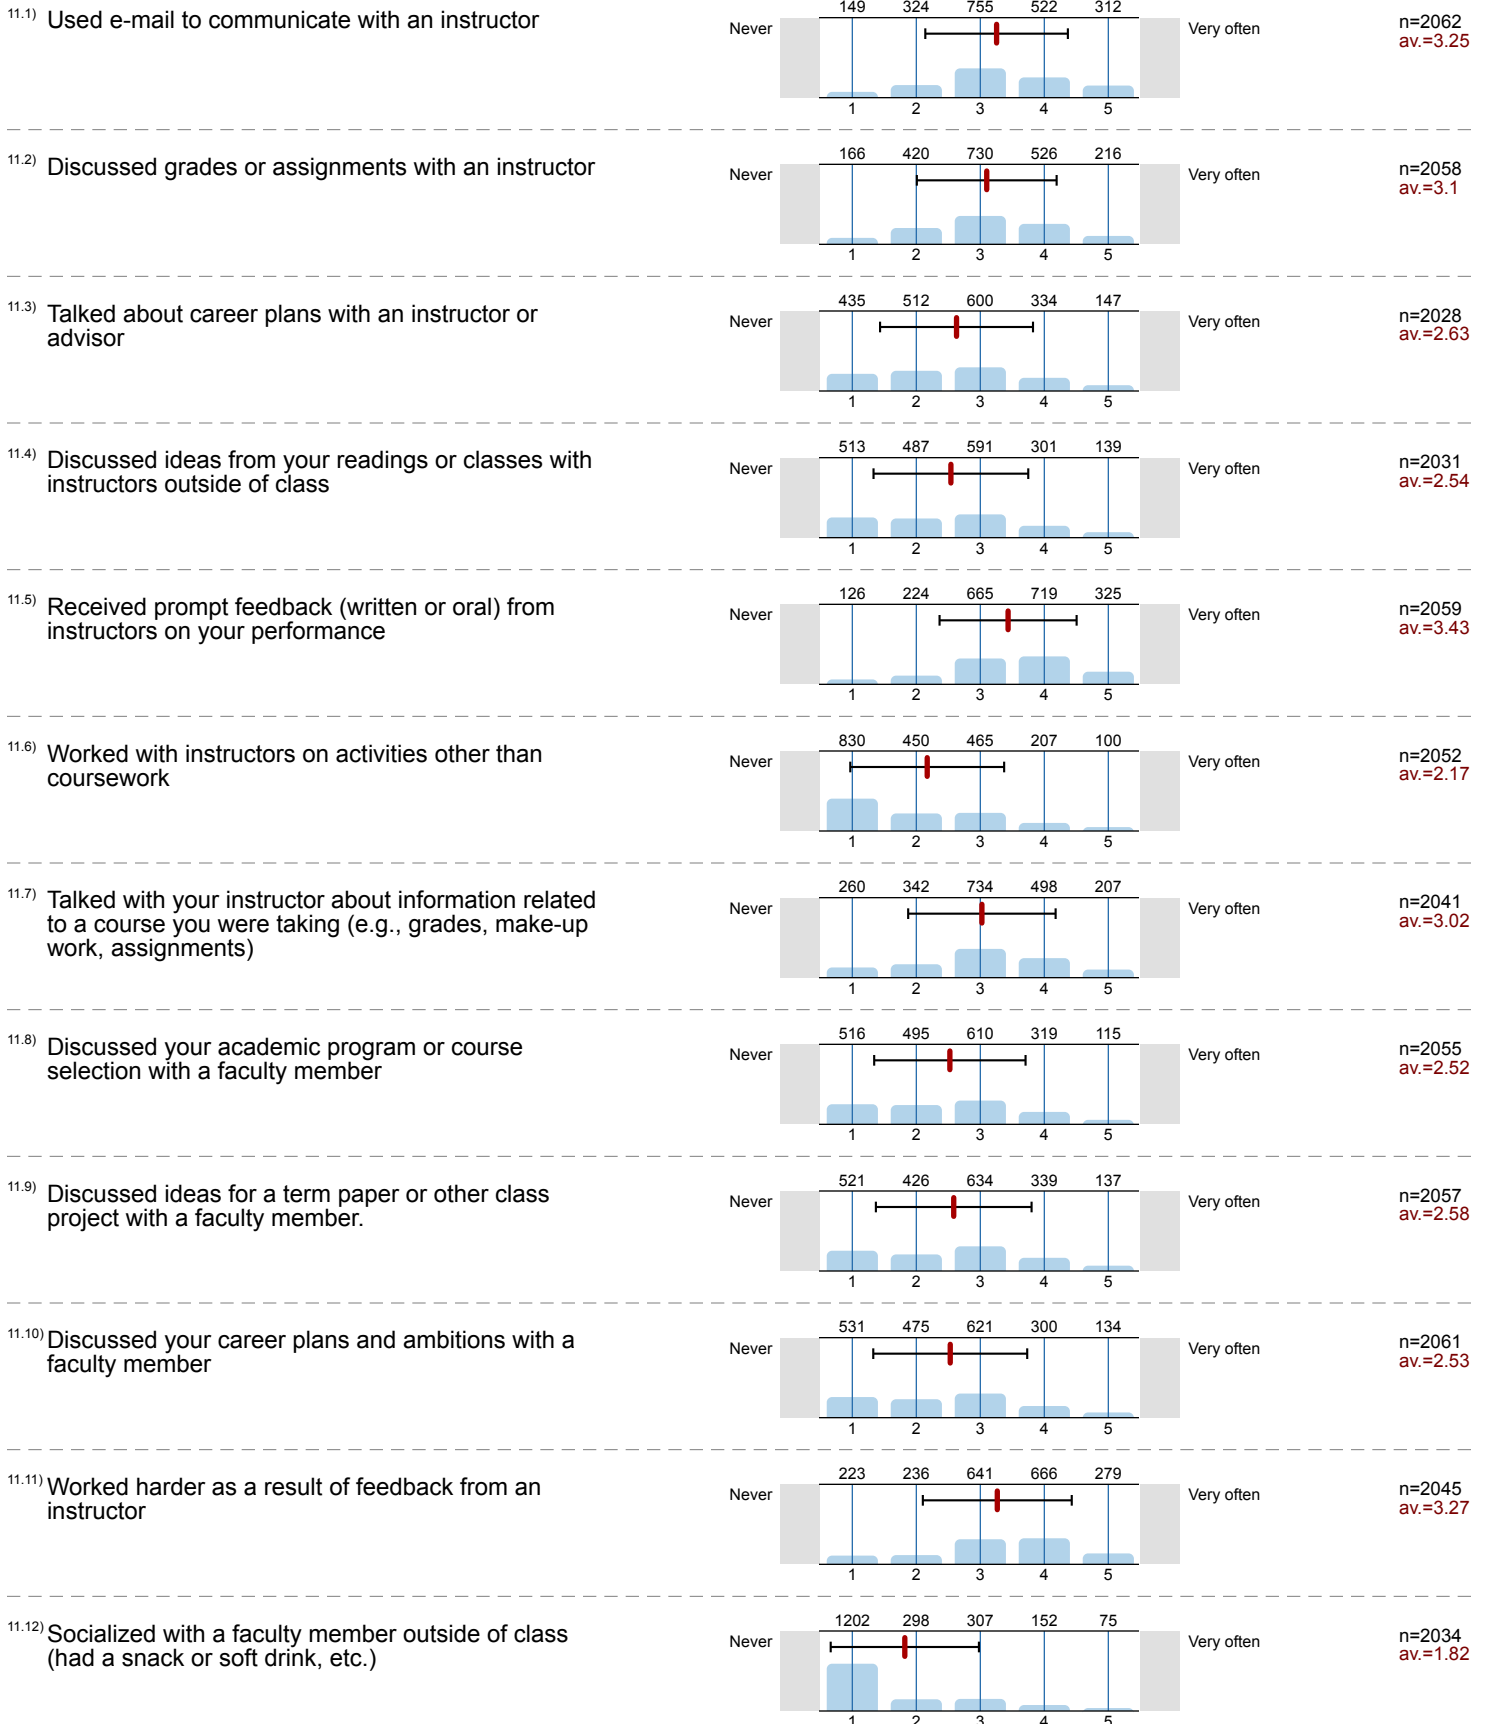 11.1) Used e-mail to communicate with an instructor
149 324 755 522 312
Never Very often
n=2062
av.=3.25
1 2 3 4 5
11.2) Discussed grades or assignments with an instructor
166 420 730 526 216
Never Very often
n=2058
av.=3.1
1 2 3 4 5
11.3) Talked about career plans with an instructor or
advisor
435 512 600 334 147
Never Very often
n=2028
av.=2.63
1 2 3 4 5
11.4) Discussed ideas from your readings or classes with
instructors outside of class
513 487 591 301 139
Never Very often
n=2031
av.=2.54
1 2 3 4 5
11.5) Received prompt feedback (written or oral) from
instructors on your performance
126 224 665 719 325
Never Very often
n=2059
av.=3.43
1 2 3 4 5
11.6) Worked with instructors on activities other than
coursework
830 450 465 207 100
Never Very often
n=2052
av.=2.17
1 2 3 4 5
11.7) Talked with your instructor about information related
to a course you were taking (e.g., grades, make-up
work, assignments)
260 342 734 498 207
Never Very often
n=2041
av.=3.02
1 2 3 4 5
11.8) Discussed your academic program or course
selection with a faculty member
516 495 610 319 115
Never Very often
n=2055
av.=2.52
1 2 3 4 5
11.9) Discussed ideas for a term paper or other class
project with a faculty member.
521 426 634 339 137
Never Very often
n=2057
av.=2.58
1 2 3 4 5
11.10) Discussed your career plans and ambitions with a
faculty member
531 475 621 300 134
Never Very often
n=2061
av.=2.53
1 2 3 4 5
11.11) Worked harder as a result of feedback from an
instructor
223 236 641 666 279
Never Very often
n=2045
av.=3.27
1 2 3 4 5
11.12) Socialized with a faculty member outside of class
(had a snack or soft drink, etc.)
1202 298 307 152 75
Never Very often
n=2034
av.=1.82
1 2 3 4 5